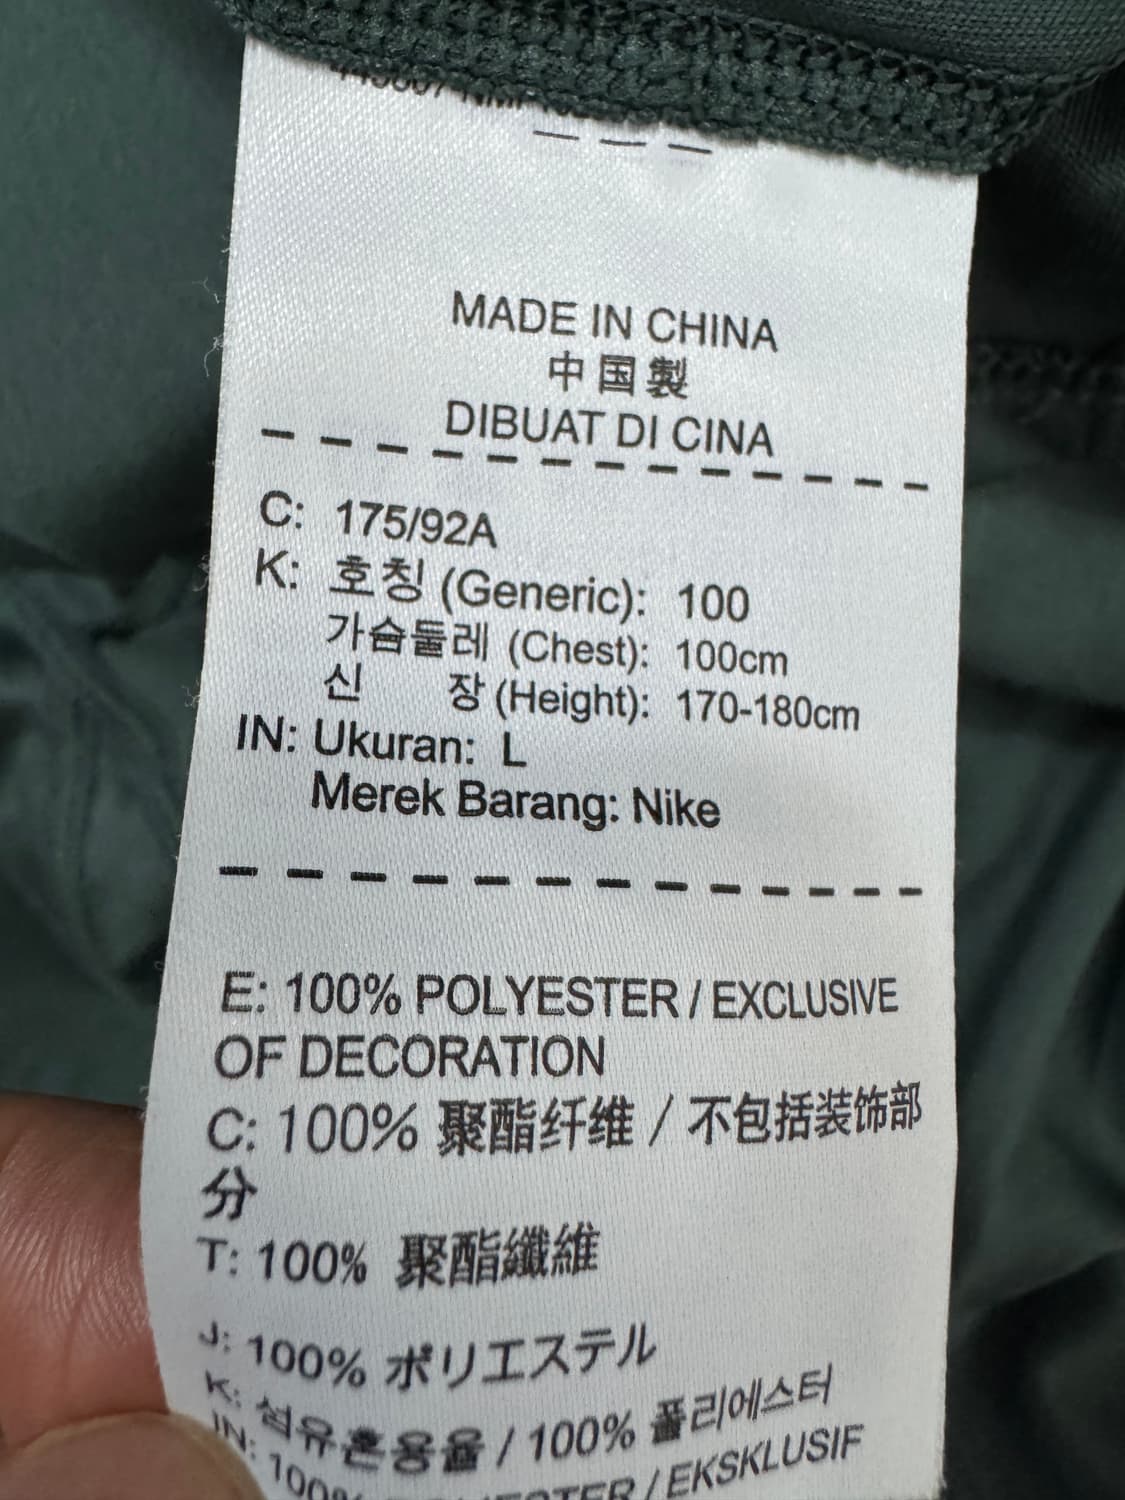 MADE IN CHINA
中国製
DIBUAT DI CINA
C: 175/92A
K: 호칭 (Generic): 100
가슴둘레 (Chest): 100cm
신 장 (Height): 170-180cm
IN: Ukuran: L
Merek Barang: Nike
E: 100% POLYESTER / EXCLUSIVE
OF DECORATION
C: 100% 聚酯纤维 / 不包括装饰部
分
T: 100% 聚酯纖維
J: 100% ポリエステル
K: 섬유혼용율 / 100% 폴리에스터
IN: 100% / EKSKLUSIF